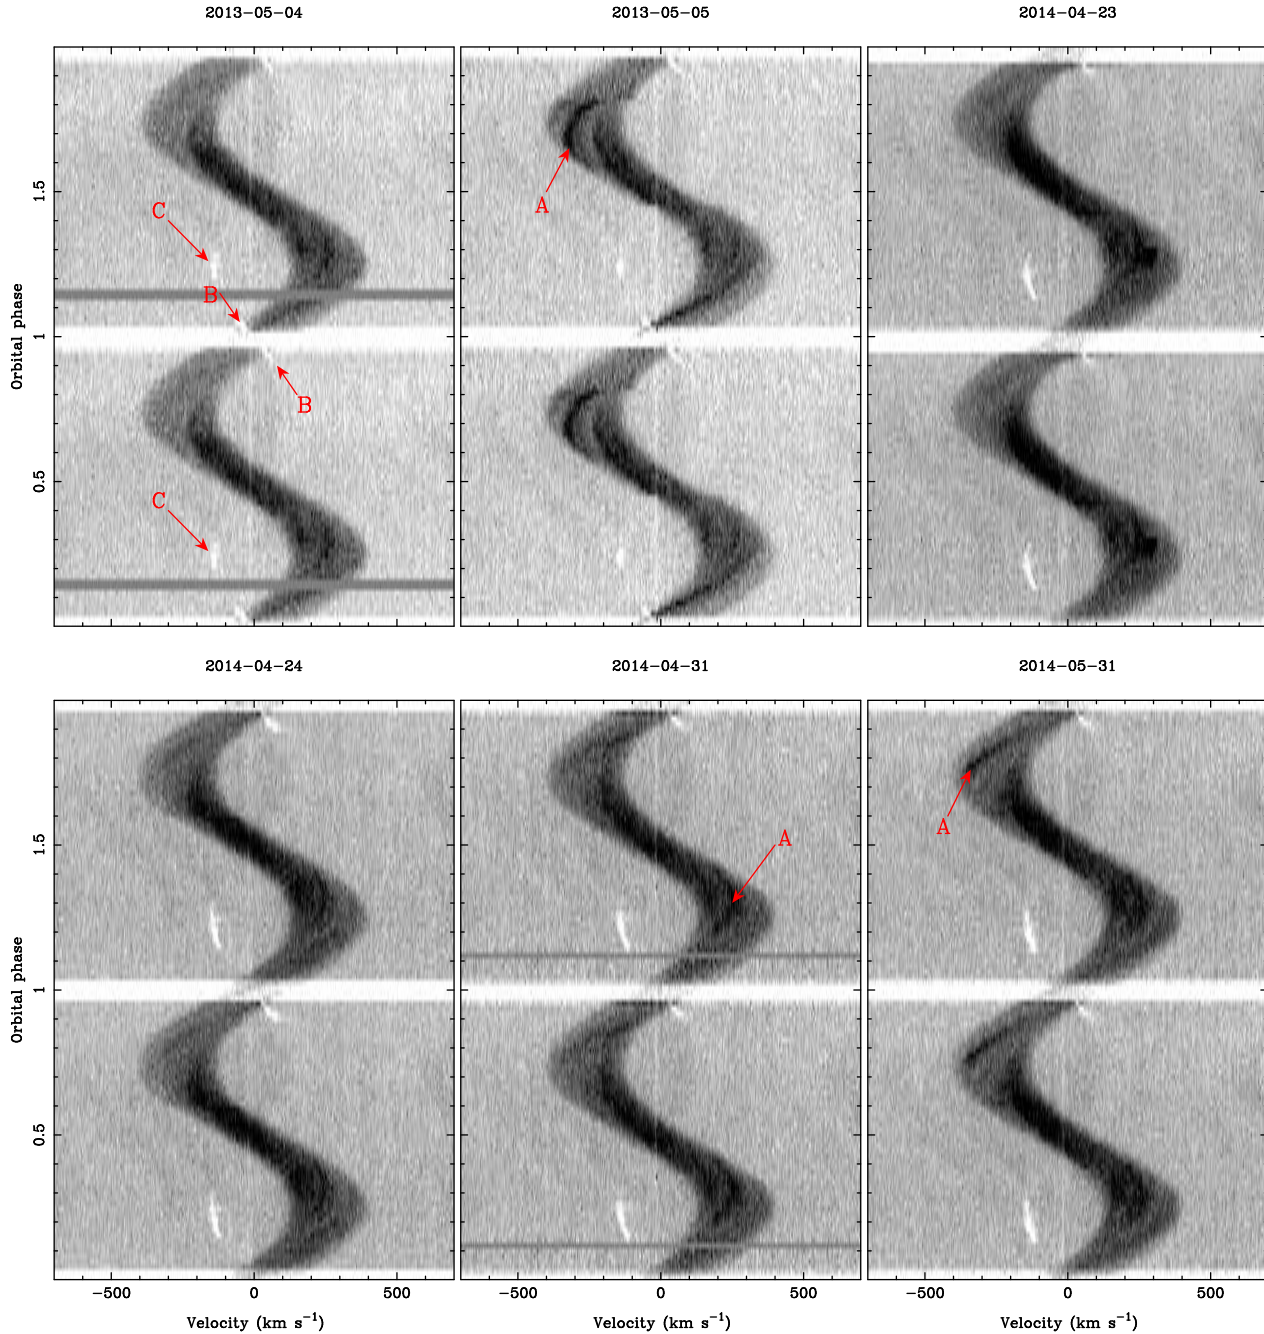 2013-05-04
2013-05-05
2014-04-23
Orbital phase
1.5
1
0.5
C
B
B
C
A
2014-04-24
2014-04-31
2014-05-31
Orbital phase
1.5
1
0.5
A
A
−500
0
500
−500
0
500
−500
0
500
Velocity (km s⁻¹)
Velocity (km s⁻¹)
Velocity (km s⁻¹)